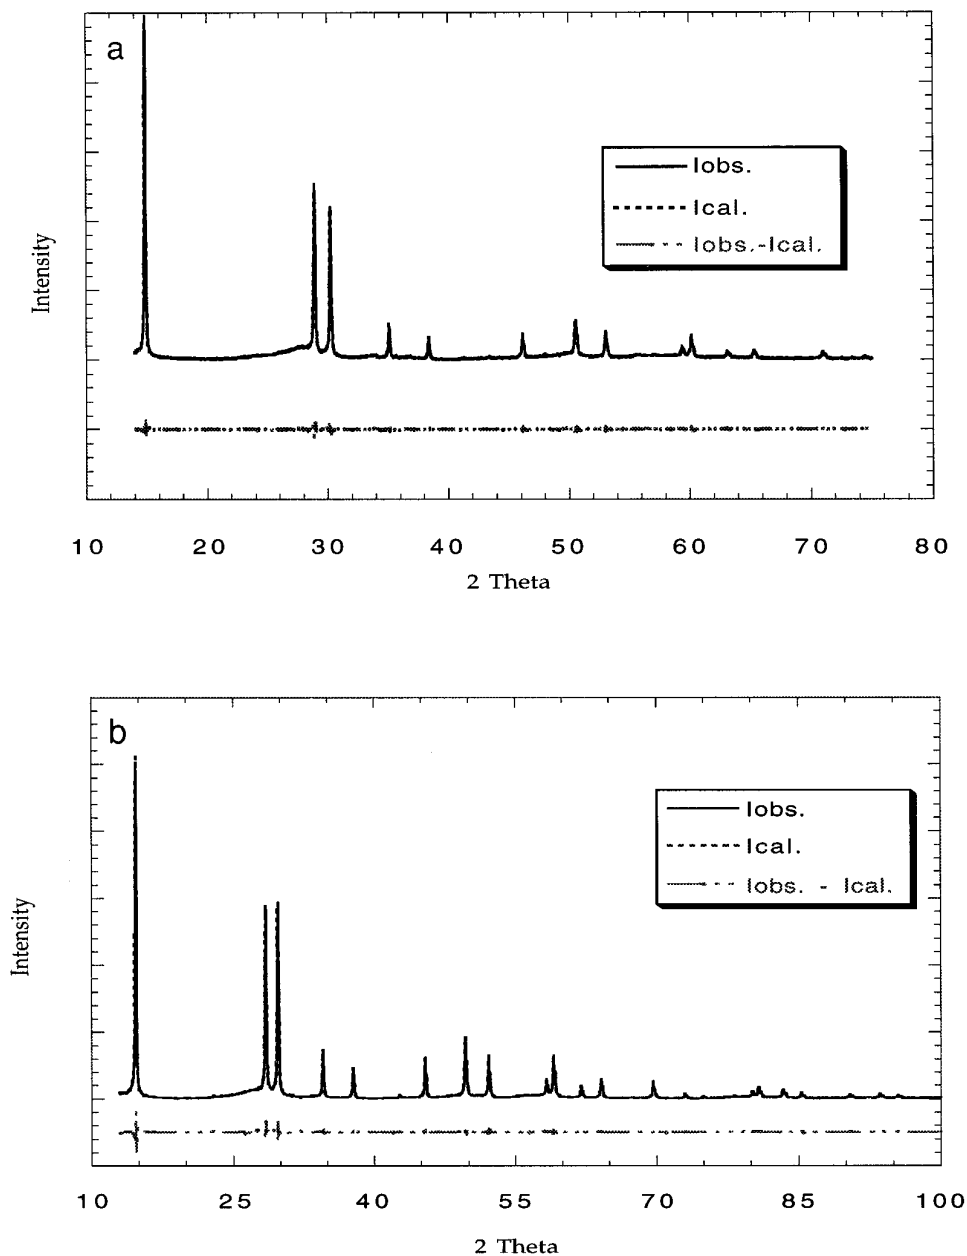 a
Iobs.
Ical.
Iobs.-Ical.
Intensity
10 20 30 40 50 60 70 80
2 Theta
b
Iobs.
Ical.
Iobs. - Ical.
Intensity
10 25 40 55 70 85 100
2 Theta